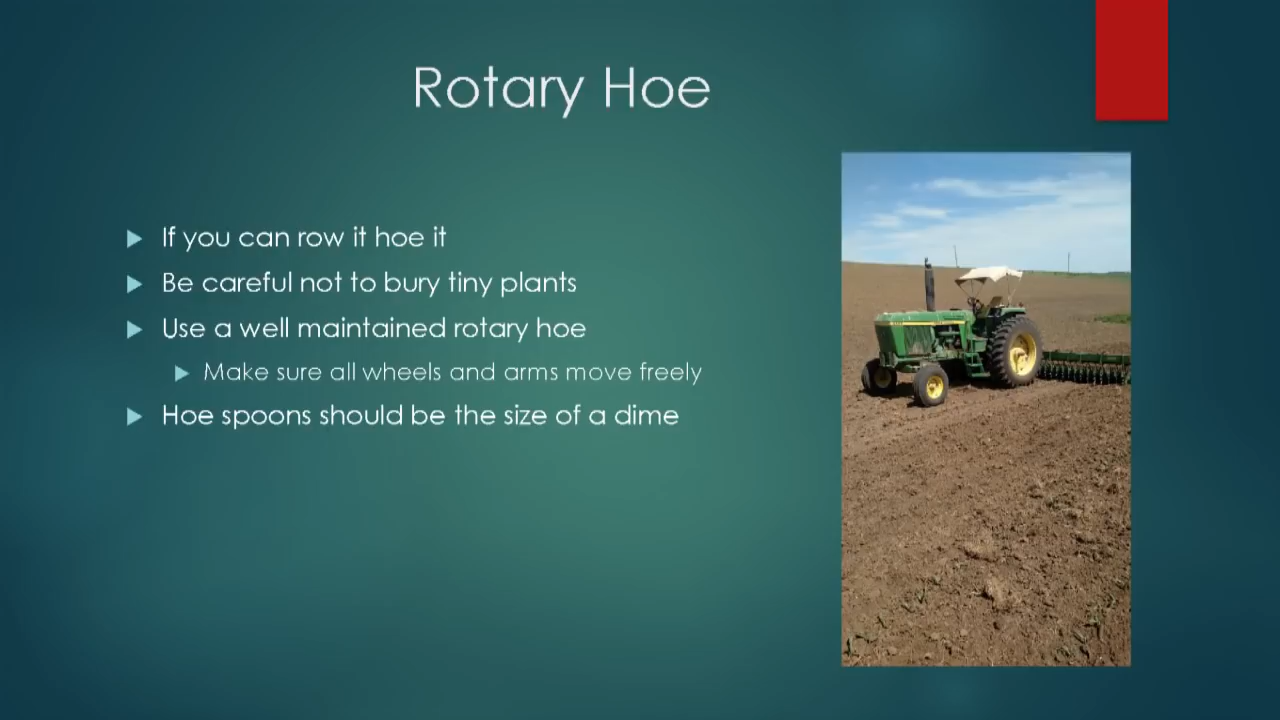 Rotary Hoe
If you can row it hoe it
Be careful not to bury tiny plants
Use a well maintained rotary hoe
Make sure all wheels and arms move freely
Hoe spoons should be the size of a dime